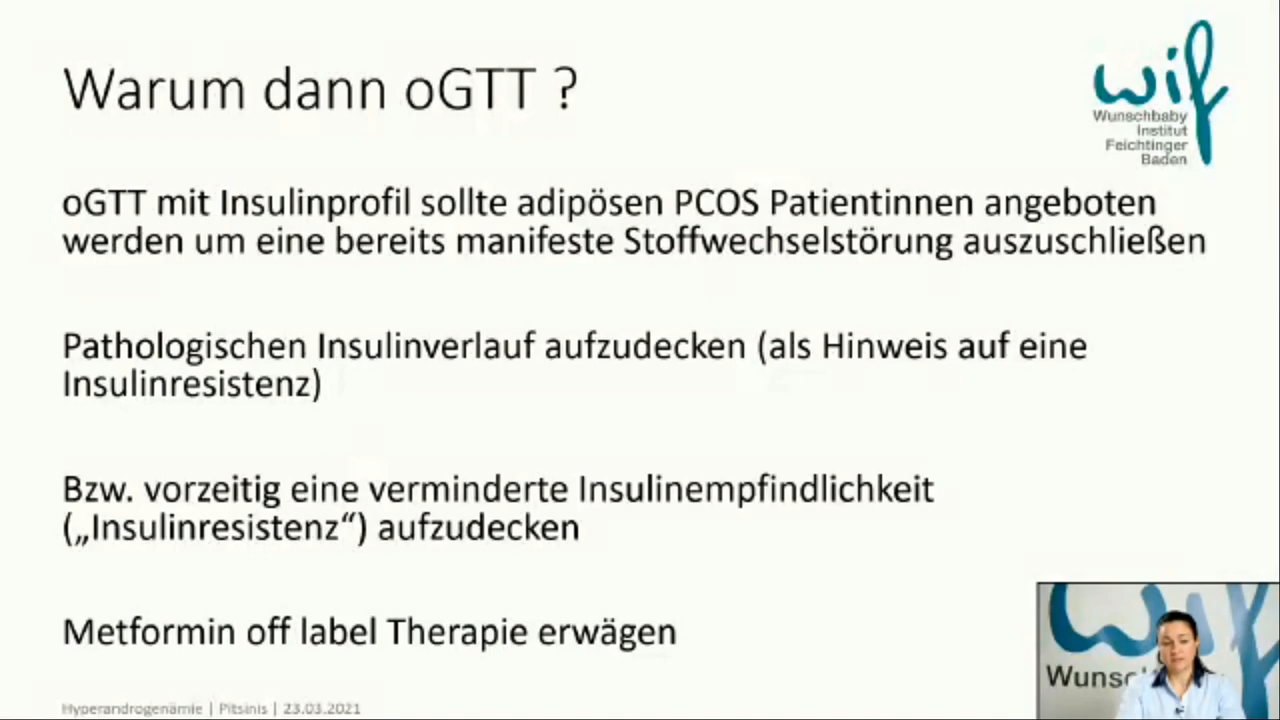 Warum dann oGTT ?
wif
Wunschbaby
Institut
Feichtinger
Baden
oGTT mit Insulinprofil sollte adipösen PCOS Patientinnen angeboten
werden um eine bereits manifeste Stoffwechselstörung auszuschließen
Pathologischen Insulinverlauf aufzudecken (als Hinweis auf eine
Insulinresistenz)
Bzw. vorzeitig eine verminderte Insulinempfindlichkeit
(„Insulinresistenz“) aufzudecken
Metformin off label Therapie erwägen
Hyperandrogenämie | Pitsinis | 23.03.2021
wif
Wunsc